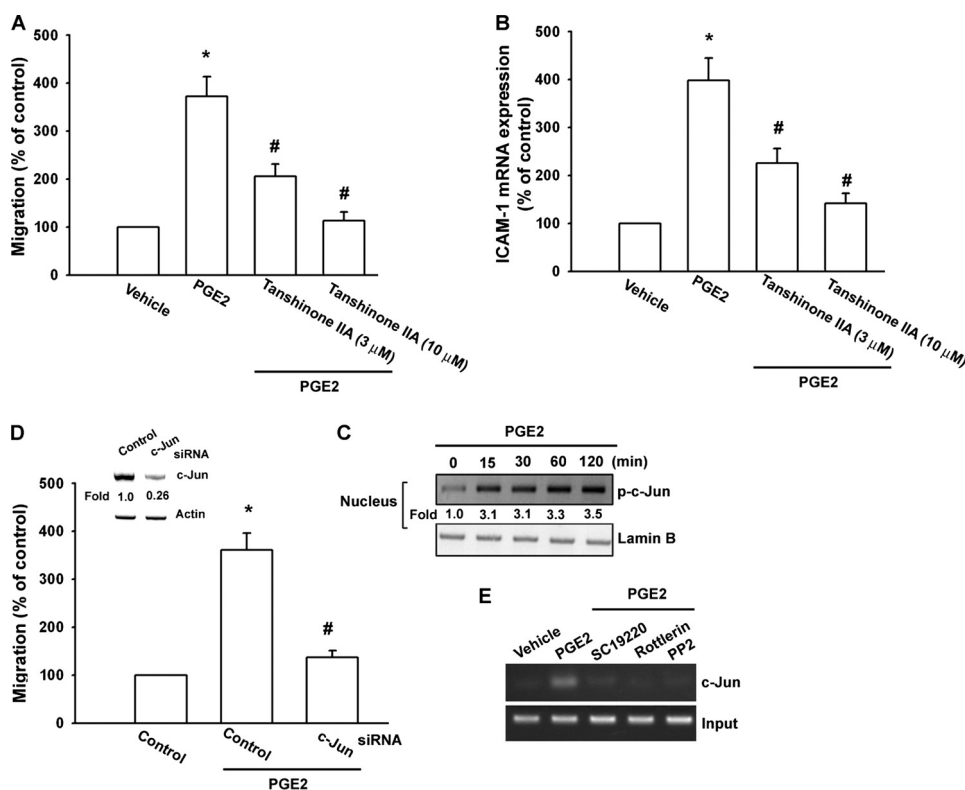 A
Migration (% of control)
500
400
300
200
100
0
*
#
#
Vehicle
PGE2
Tanshinone IIA (3 μM)
Tanshinone IIA (10 μM)
PGE2
B
ICAM-1 mRNA expression
(% of control)
500
400
300
200
100
0
*
#
#
Vehicle
PGE2
Tanshinone IIA (3 μM)
Tanshinone IIA (10 μM)
PGE2
D
Control
c-Jun
siRNA
c-Jun
Fold 1.0 0.26
Actin
Migration (% of control)
500
400
300
200
100
0
*
#
Control
Control
c-Jun
siRNA
PGE2
C
PGE2
0 15 30 60 120 (min)
Nucleus
p-c-Jun
Fold 1.0 3.1 3.1 3.3 3.5
Lamin B
E
PGE2
Vehicle
PGE2
SC19220
Rottlerin
PP2
c-Jun
Input